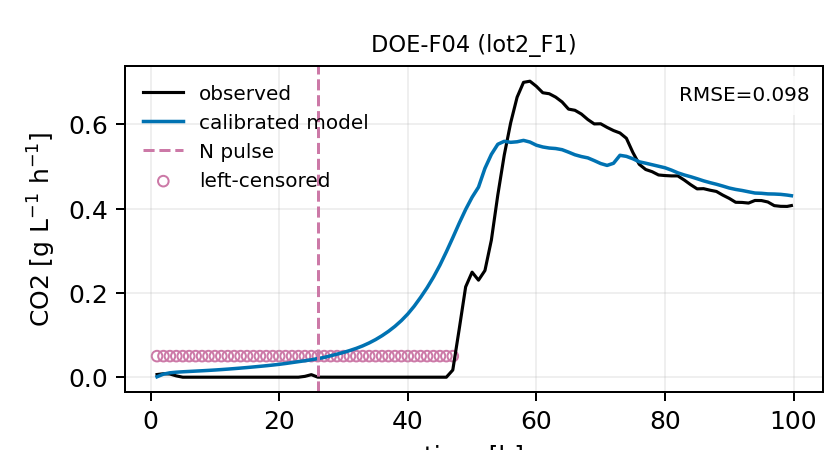 DOE-F04 (lot2_F1)
observed
calibrated model
N pulse
left-censored
RMSE=0.098
CO2 [g L⁻¹ h⁻¹]
0.6
0.4
0.2
0.0
0 20 40 60 80 100